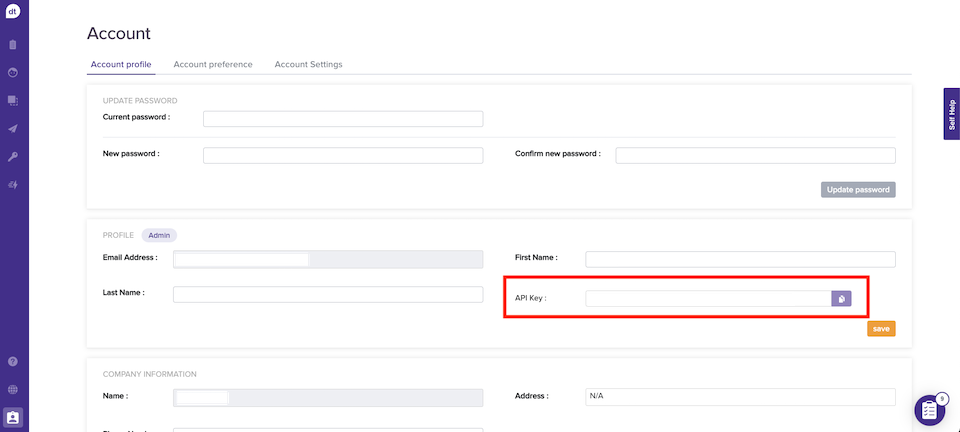 dt
Account
Account profile Account preference Account Settings
UPDATE PASSWORD
Current password :
New password : Confirm new password :
Update password
PROFILE Admin
Email Address : First Name :
Last Name : API Key :
save
COMPANY INFORMATION
Name : Address : N/A
Self Help
9